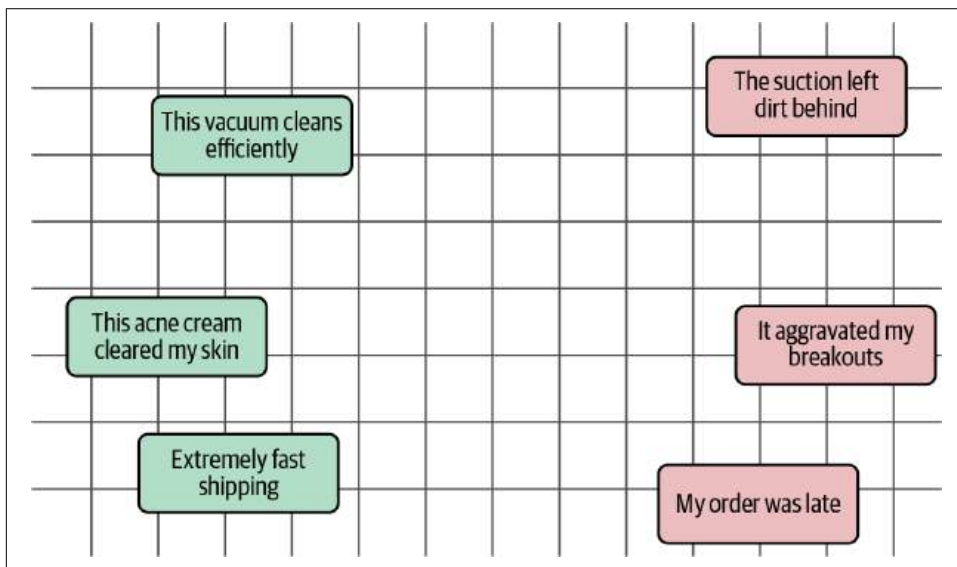 The suction left
dirt behind
This vacuum cleans
efficiently
This acne cream
cleared my skin
It aggravated my
breakouts
Extremely fast
shipping
My order was late